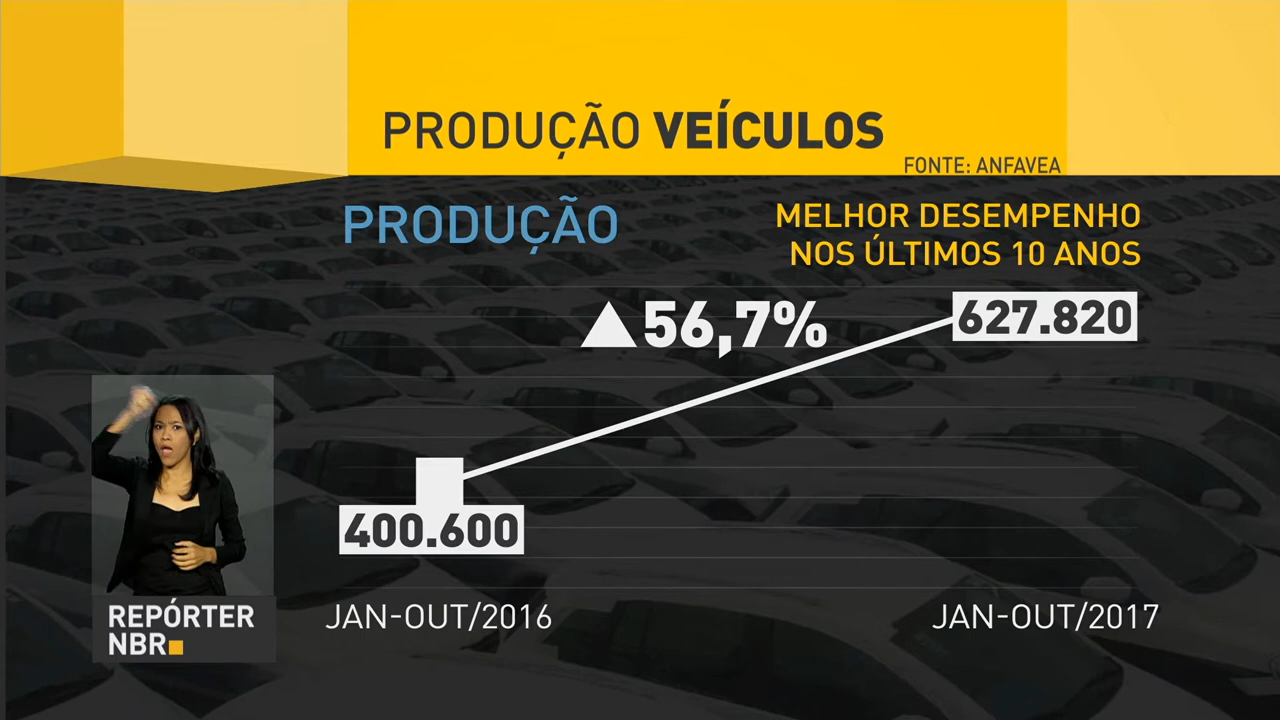 PRODUÇÃO VEÍCULOS
FONTE: ANFAVEA
PRODUÇÃO
MELHOR DESEMPENHO
NOS ÚLTIMOS 10 ANOS
▲56,7%
627.820
400.600
JAN-OUT/2016
JAN-OUT/2017
REPÓRTER
NBR